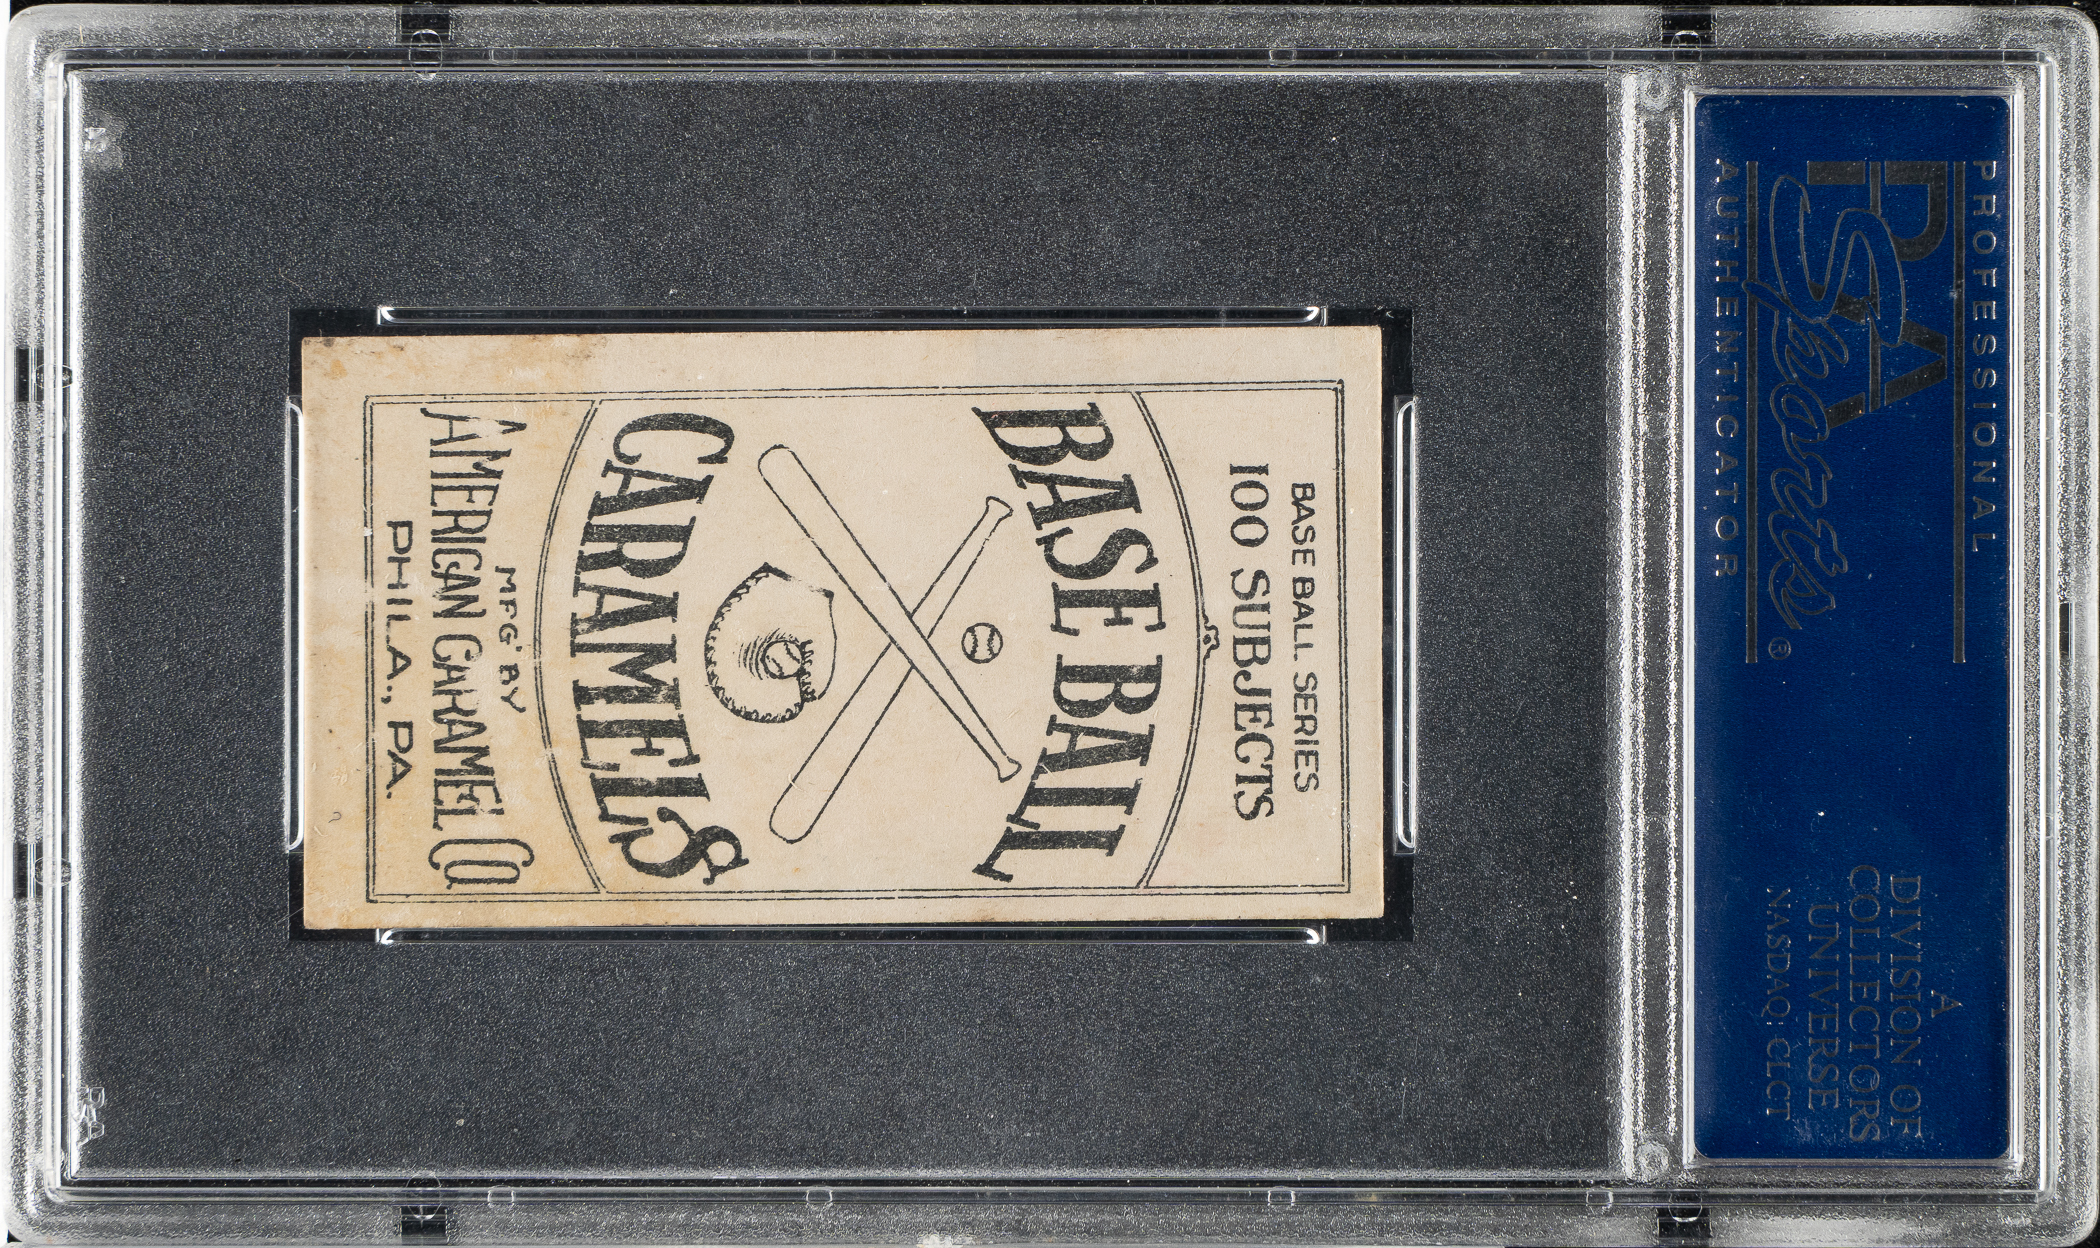 PROFESSIONAL
PSA
Sports®
AUTHENTICATOR
A
DIVISION OF
COLLECTORS
UNIVERSE
NASDAQ: CLCT
BASE BALL SERIES
100 SUBJECTS
BASE BALL
CARAMELS
MFG BY
AMERICAN CARAMEL CO
PHILA., PA.
PSA